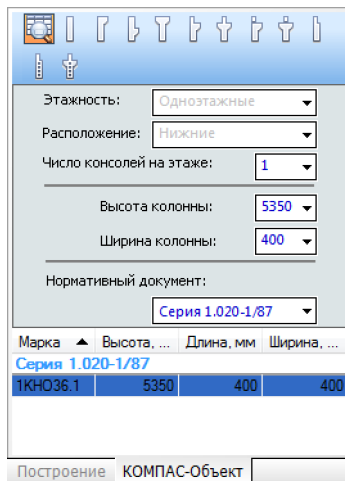 Этажность: Одноэтажные
Расположение: Нижние
Число консолей на этаже: 1
Высота колонны: 5350
Ширина колонны: 400
Нормативный документ:
Серия 1.020-1/87
Марка Высота, ... Длина, мм Ширина, ...
Серия 1.020-1/87
1КНО36.1 5350 400 400
Построение КОМПАС-Объект